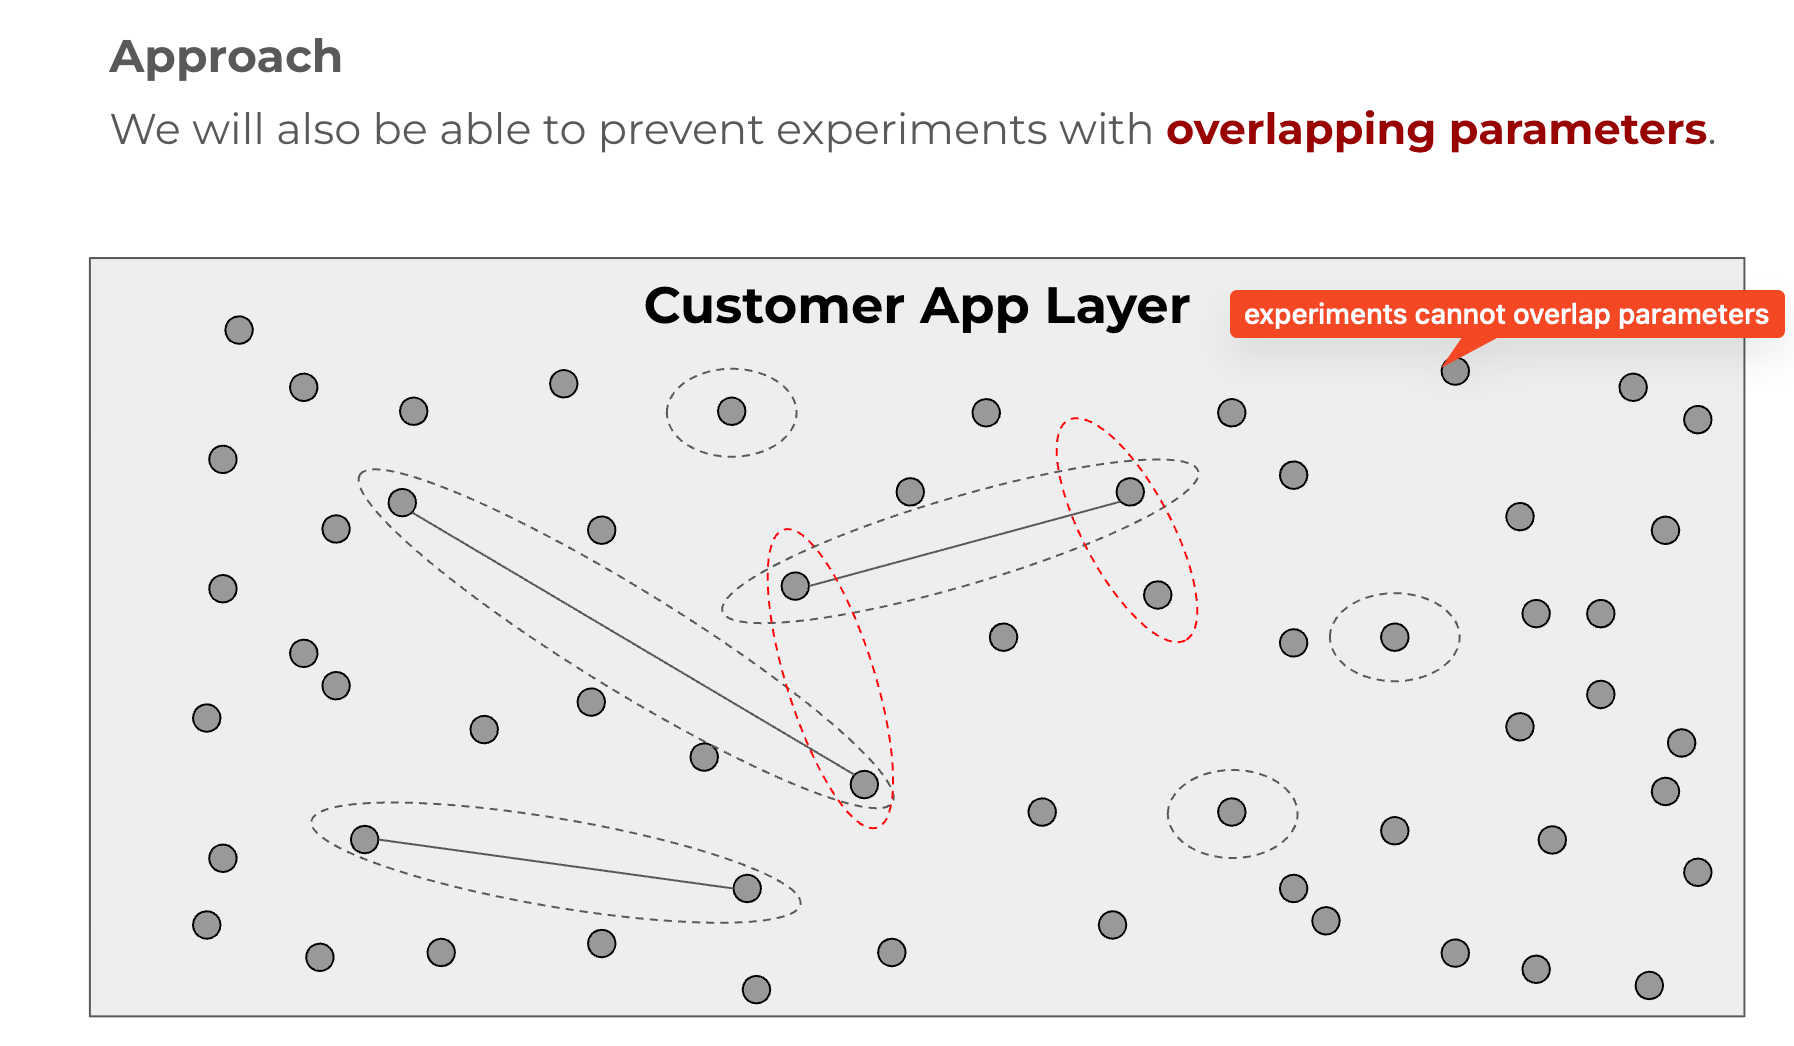 Approach
We will also be able to prevent experiments with overlapping parameters.
Customer App Layer
experiments cannot overlap parameters